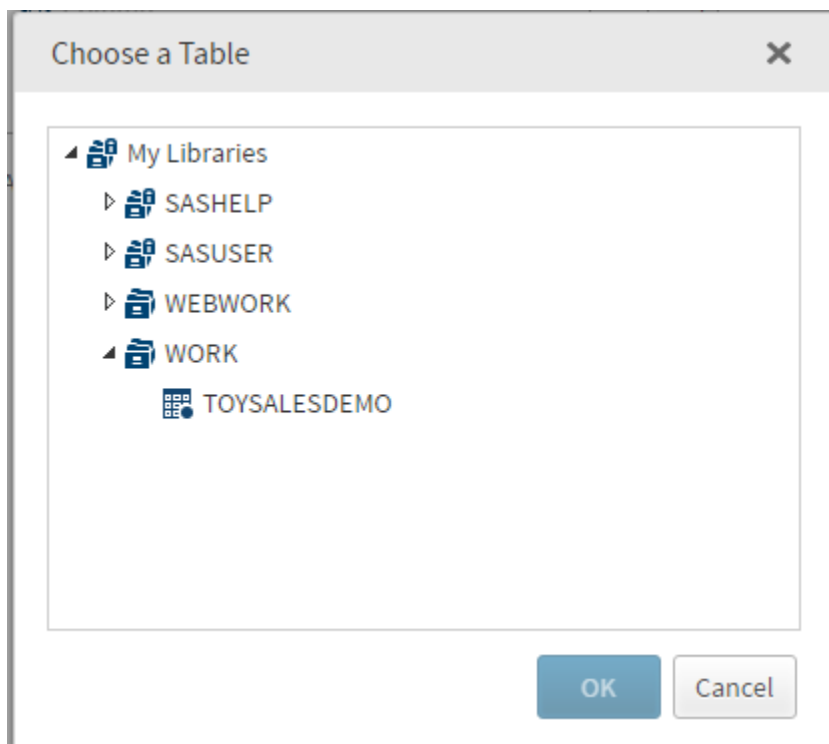 Choose a Table
My Libraries
SASHELP
SASUSER
WEBWORK
WORK
TOYSALESDEMO
OK
Cancel